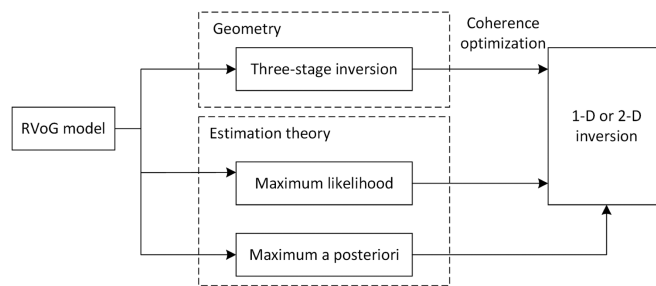 Geometry
Coherence
optimization
Three-stage inversion
1-D or 2-D
inversion
RVoG model
Estimation theory
Maximum likelihood
Maximum a posteriori